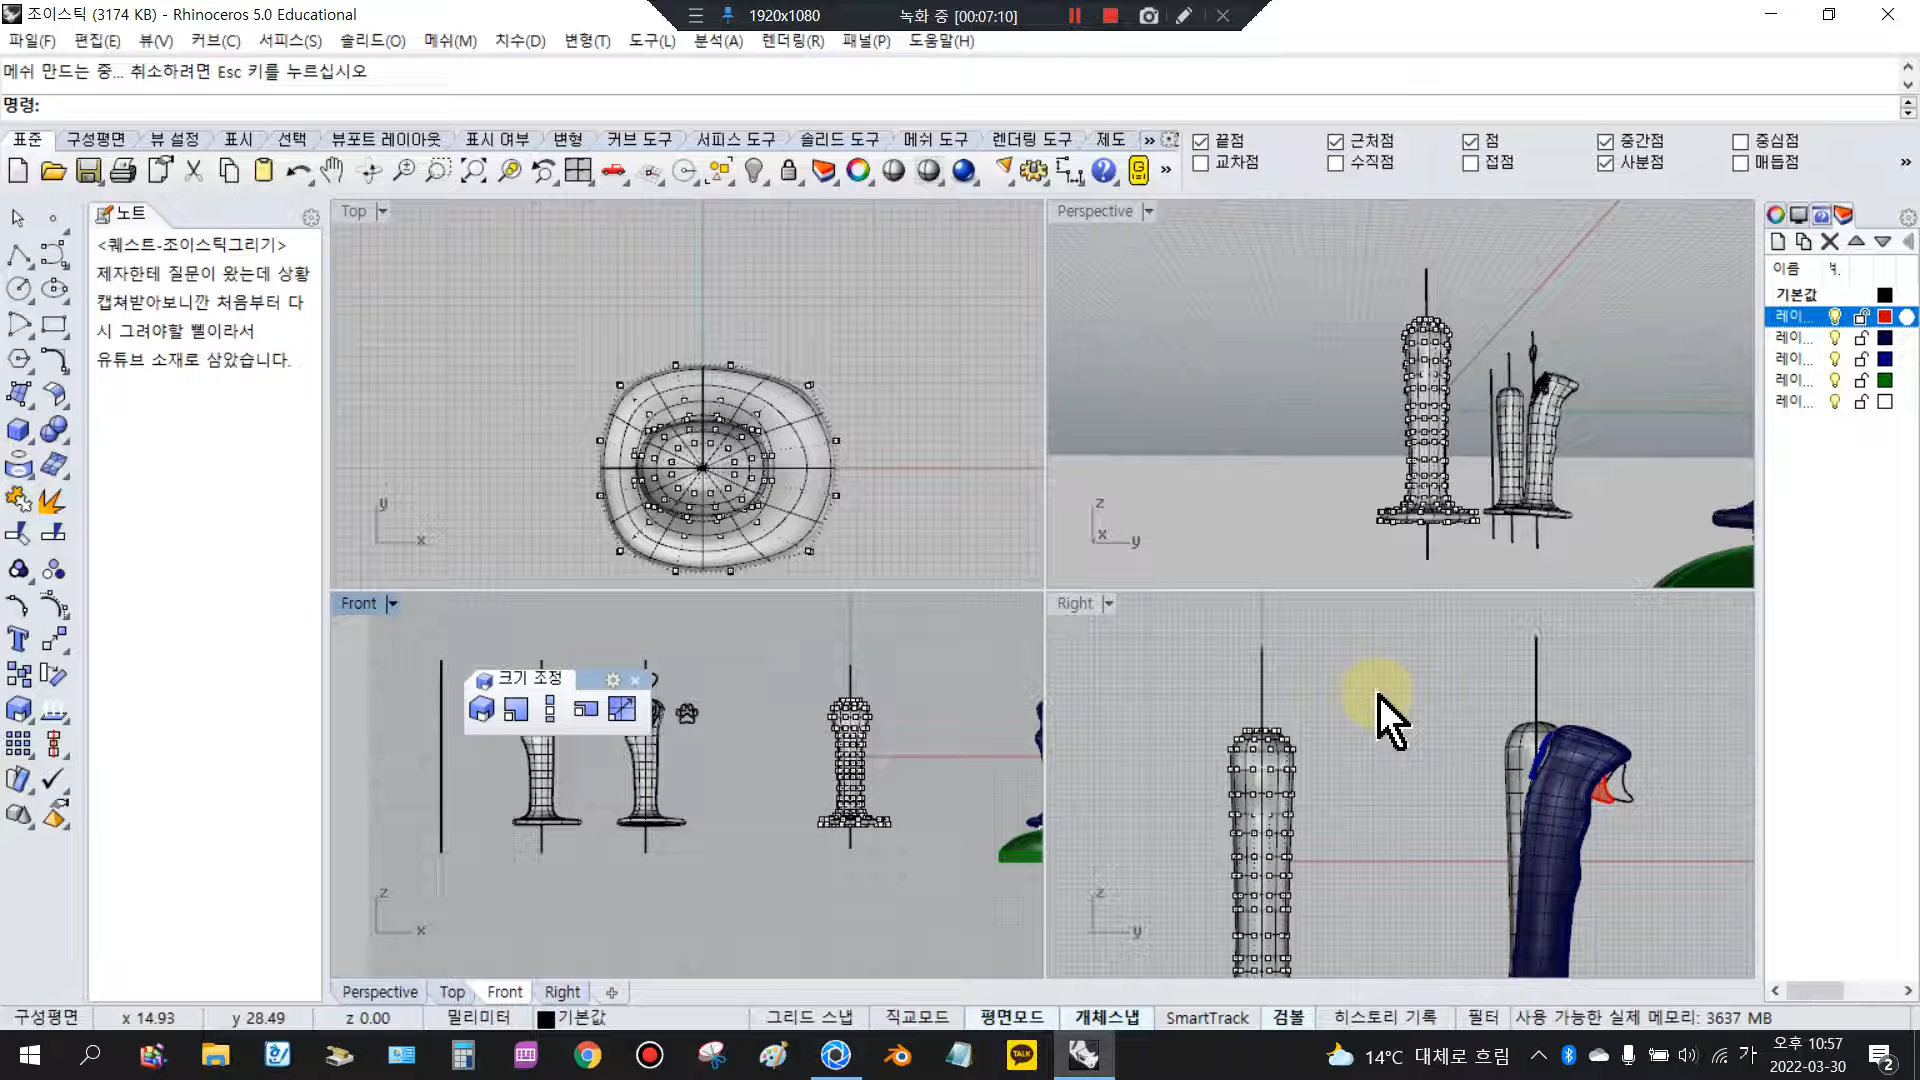 조이스틱 (3174 KB) - Rhinoceros 5.0 Educational
1920x1080
녹화 중 [00:07:10]
파일(F) 편집(E) 뷰(V) 커브(C) 서피스(S) 솔리드(O) 메쉬(M) 치수(D) 변형(T) 도구(L) 분석(A) 렌더링(R) 패널(P) 도움말(H)
메쉬 만드는 중... 취소하려면 Esc 키를 누르십시오
명령:
표준 구성평면 뷰 설정 표시 선택 뷰포트 레이아웃 표시 여부 변형 커브 도구 서피스 도구 솔리드 도구 메쉬 도구 렌더링 도구 제도 »
끝점 근처점 점 중간점 중심점
교차점 수직점 접점 사분점 매듭점
노트
<퀘스트-조이스틱그리기>
제자한테 질문이 왔는데 상황
캡쳐받아보니깐 처음부터 다
시 그려야할 삘이라서
유튜브 소재로 삼았습니다.
Top
y
x
Perspective
z
x
y
Front
크기 조정
z
x
Right
z
y
이름
기본값
레이...
레이...
레이...
레이...
레이...
Perspective Top Front Right
구성평면 x 14.93 y 28.49 z 0.00 밀리미터 기본값 그리드 스냅 직교모드 평면모드 개체스냅 SmartTrack 검볼 히스토리 기록 필터 사용 가능한 실제 메모리: 3637 MB
TALK
14°C 대체로 흐림
가
오후 10:57
2022-03-30
2